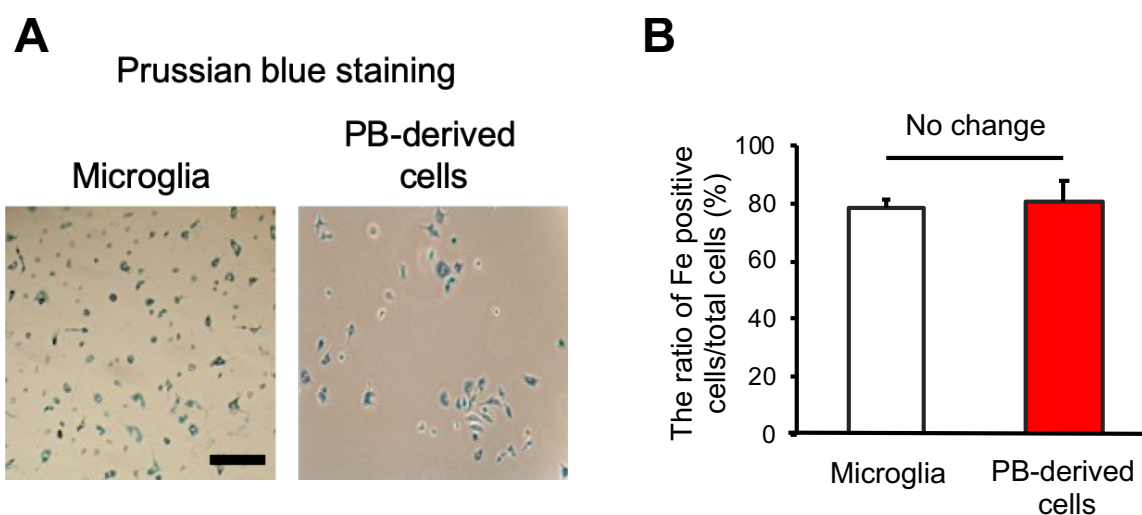 A
Prussian blue staining
Microglia
PB-derived
cells
B
No change
The ratio of Fe positive
cells/total cells (%)
100
80
60
40
20
0
Microglia
PB-derived
cells